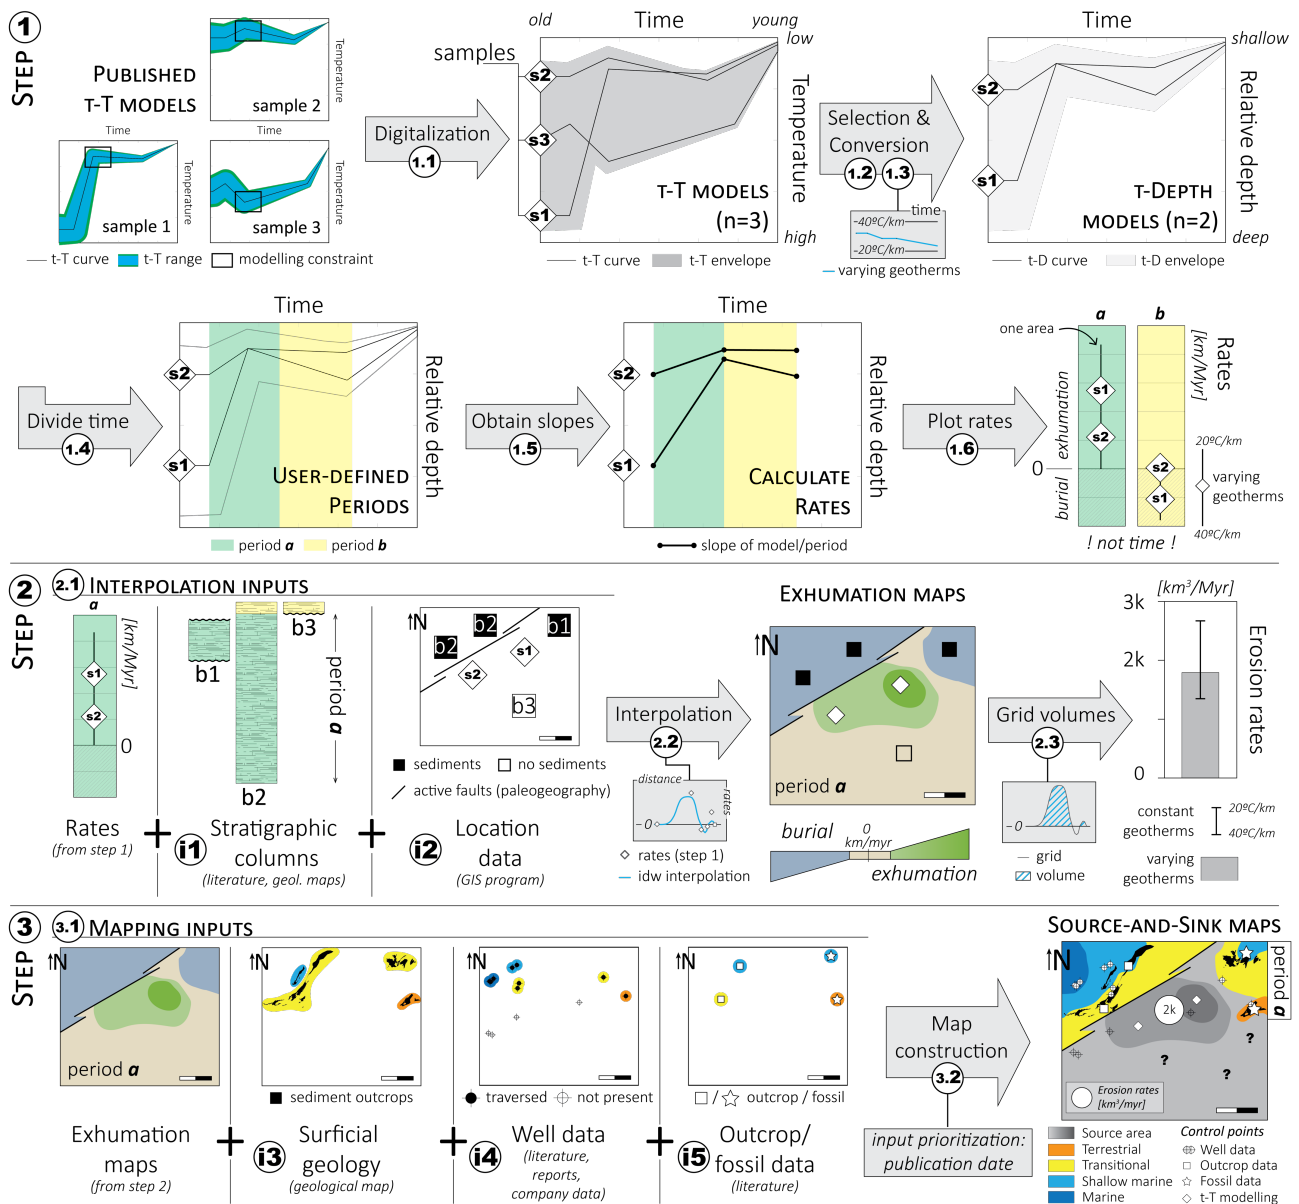 STEP 1
PUBLISHED
T-T MODELS
sample 2
Temperature
Time
Time
sample 1
Temperature
sample 3
Temperature
t-T curve
t-T range
modelling constraint
Digitalization
1.1
Time
old
young
samples
low
s2
s3
s1
Temperature
T-T MODELS
(n=3)
high
t-T curve
t-T envelope
Selection &
Conversion
1.2
1.3
time
-40ºC/km
-20ºC/km
varying geotherms
Time
shallow
s2
s1
Relative depth
T-DEPTH
MODELS (n=2)
deep
t-D curve
t-D envelope
Divide time
1.4
Time
s2
s1
Relative depth
USER-DEFINED
PERIODS
period a
period b
Obtain slopes
1.5
Time
s2
s1
Relative depth
CALCULATE
RATES
slope of model/period
Plot rates
1.6
a
b
one area
Rates
[km/Myr]
exhumation
s1
s2
0
burial
s2
s1
20ºC/km
varying
geotherms
40ºC/km
! not time !
STEP 2
2.1 INTERPOLATION INPUTS
a
[km/Myr]
s1
s2
0
Rates
(from step 1)
+
b1
b2
b3
period a
i1
Stratigraphic
columns
(literature, geol. maps)
+
N
b2
b2
b1
s1
s2
b3
sediments
no sediments
active faults (paleogeography)
i2
Location
data
(GIS program)
Interpolation
2.2
distance
rates
0
rates (step 1)
idw interpolation
EXHUMATION MAPS
N
period a
burial
0
km/myr
exhumation
Grid volumes
2.3
0
grid
volume
[km³/Myr]
3k
2k
0
Erosion rates
constant
geotherms
20ºC/km
40ºC/km
varying
geotherms
STEP 3
3.1 MAPPING INPUTS
N
period a
Exhumation
maps
(from step 2)
+
N
sediment outcrops
i3
Surficial
geology
(geological map)
+
N
traversed
not present
i4
Well data
(literature,
reports,
company data)
+
N
outcrop / fossil
i5
Outcrop/
fossil data
(literature)
Map
construction
3.2
input prioritization:
publication date
SOURCE-AND-SINK MAPS
N
period a
2k
?
?
?
Erosion rates
[km³/myr]
Source area
Terrestrial
Transitional
Shallow marine
Marine
Control points
Well data
Outcrop data
Fossil data
t-T modelling